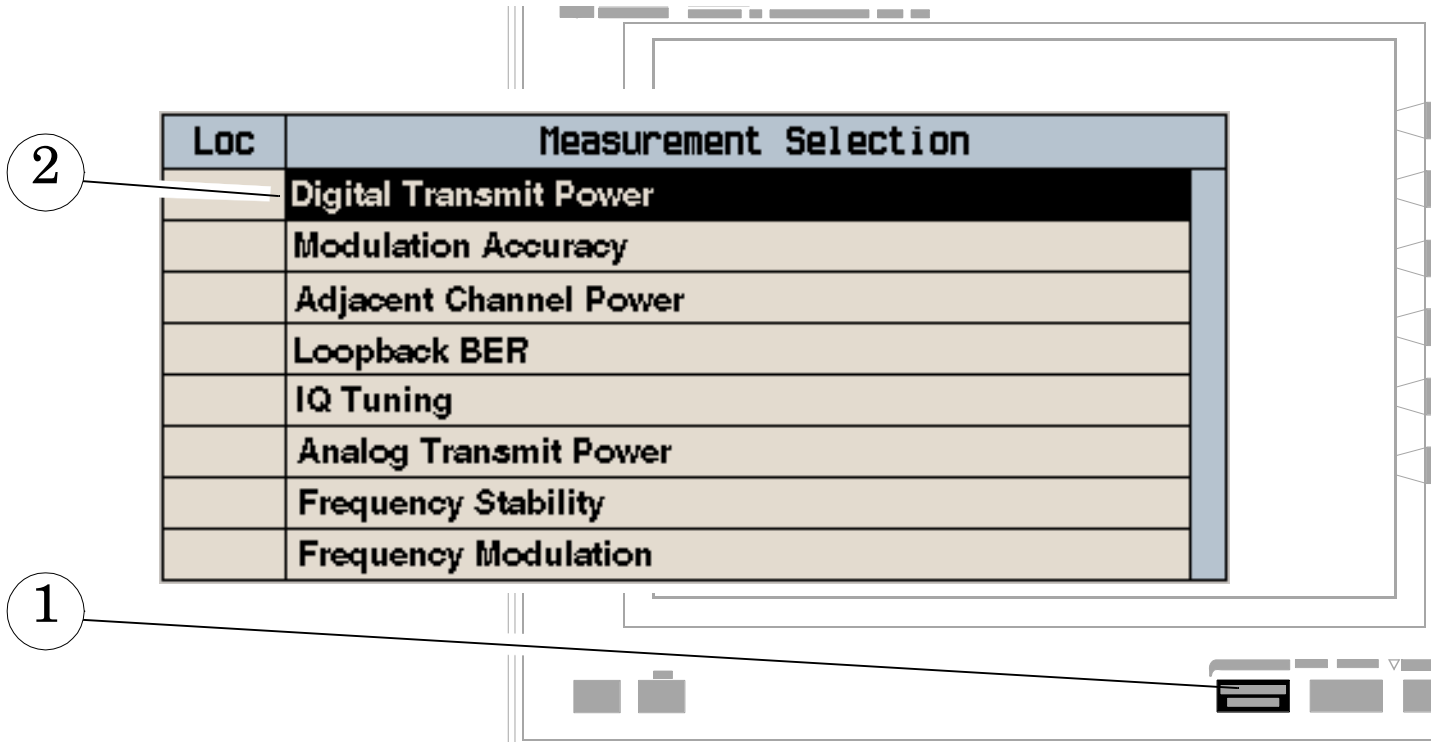 Loc Measurement Selection
2
Digital Transmit Power
Modulation Accuracy
Adjacent Channel Power
Loopback BER
IQ Tuning
Analog Transmit Power
Frequency Stability
Frequency Modulation
1